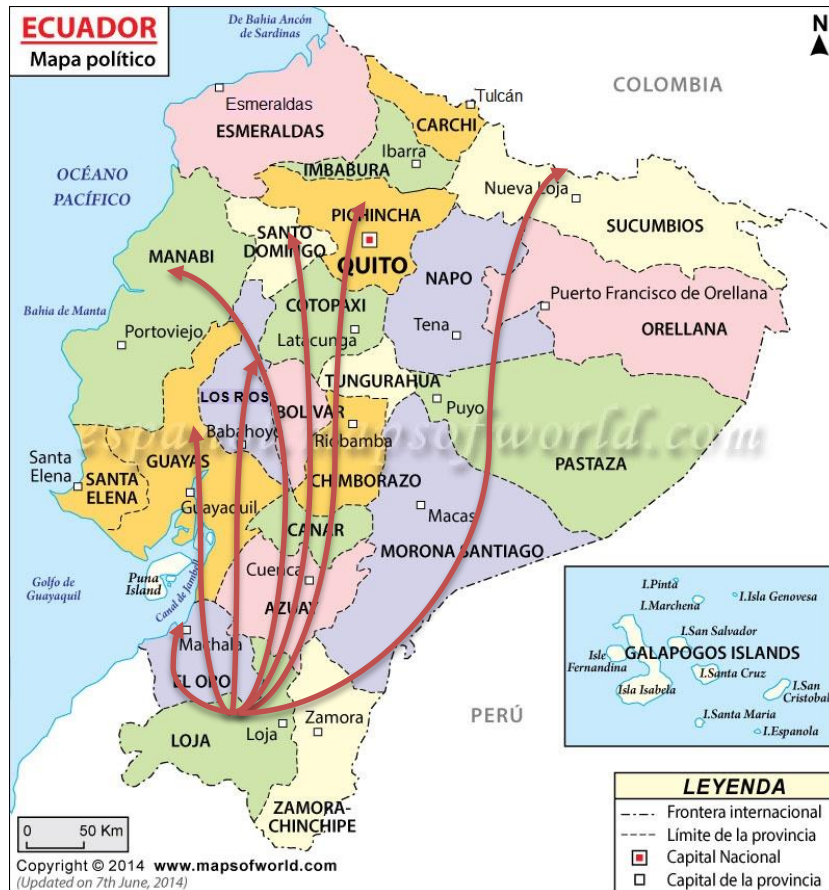 ECUADOR
Mapa político
De Bahia Ancón
de Sardinas
N
COLOMBIA
Esmeraldas
ESMERALDAS
Tulcán
CARCHI
Ibarra
IMBABURA
OCÉANO
PACÍFICO
Nueva Loja
SUCUMBIOS
PICHINCHA
SANTO
DOMINGO
QUITO
MANABI
NAPO
COTOPAXI
Puerto Francisco de Orellana
ORELLANA
Bahia de Manta
Portoviejo
Latacunga
Tena
TUNGURAHUA
LOS RIOS
BOLIVAR
Puyo
Babahoyo
Riobamba
PASTAZA
Santa
Elena
SANTA
ELENA
GUAYAS
Guayaquil
CHIMBORAZO
Macas
CAÑAR
MORONA SANTIAGO
Golfo de
Guayaquil
Puna
Island
Canal de Jambeli
Cuenca
AZUAY
Machala
EL ORO
LOJA
Loja
Zamora
ZAMORA-
CHINCHIPE
PERÚ
I.Pinta
I.Marchena
I.Isla Genovesa
I.San Salvador
Isle
Fernandina
GALAPOGOS ISLANDS
I.Santa Cruz
Isla Isabela
I.San
Cristobal
I.Santa Maria
I.Espanola
LEYENDA
Frontera internacional
Límite de la provincia
Capital Nacional
Capital de la provincia
0 50 Km
Copyright © 2014 www.mapsofworld.com
(Updated on 7th June, 2014)